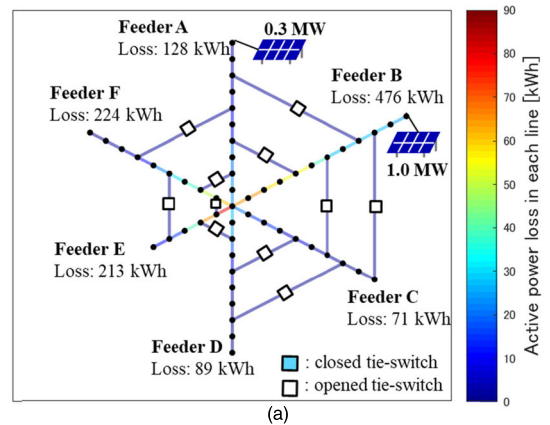 Feeder A
Loss: 128 kWh
0.3 MW
Feeder B
Loss: 476 kWh
1.0 MW
Feeder F
Loss: 224 kWh
Feeder E
Loss: 213 kWh
Feeder C
Loss: 71 kWh
Feeder D
Loss: 89 kWh
: closed tie-switch
: opened tie-switch
(a)
90
80
70
60
50
40
30
20
10
0
Active power loss in each line [kWh]